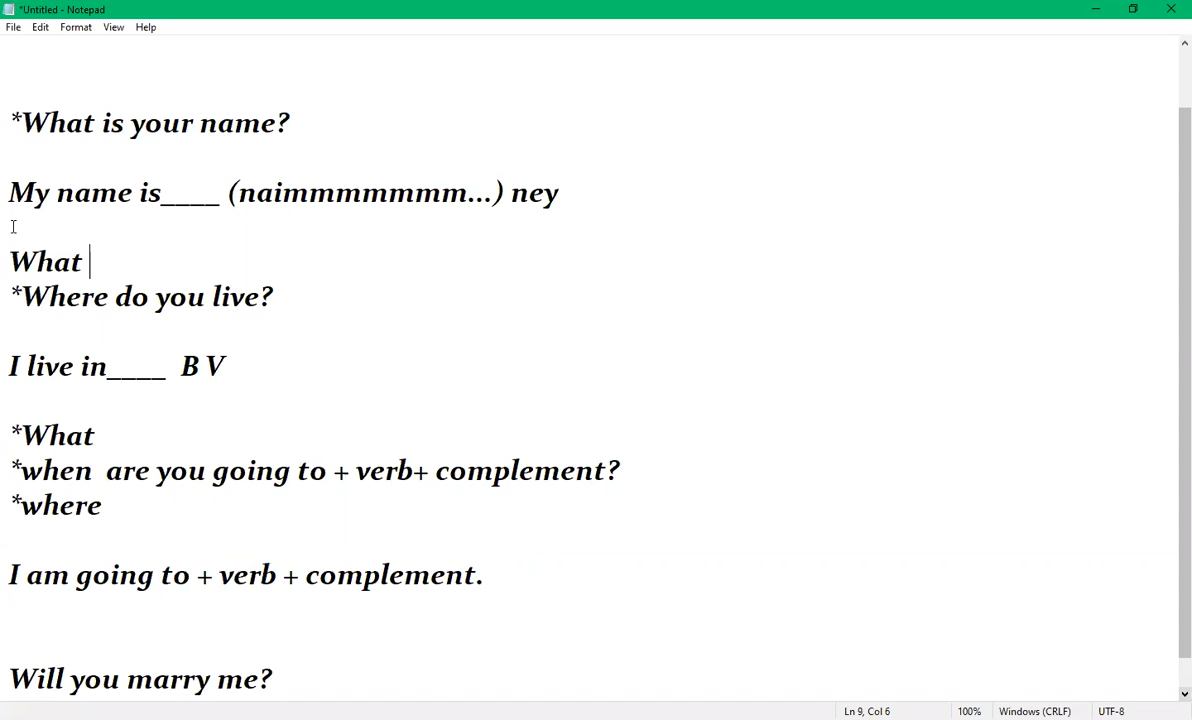 *Untitled - Notepad
File Edit Format View Help
*What is your name?
My name is____ (naimmmmmmm...) ney
What
*Where do you live?
I live in____ B V
*What
*when are you going to + verb+ complement?
*where
I am going to + verb + complement.
Will you marry me?
Ln 9, Col 6 100% Windows (CRLF) UTF-8